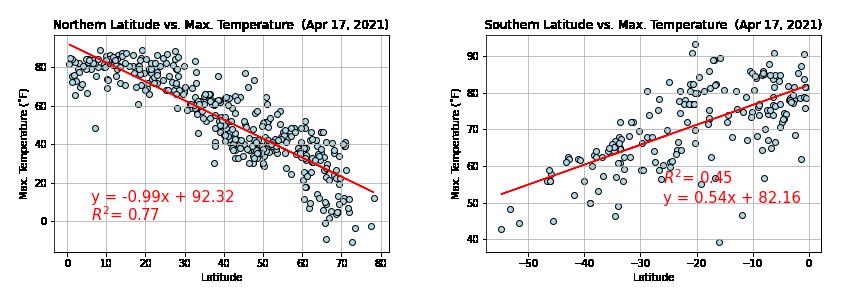 Northern Latitude vs. Max. Temperature (Apr 17, 2021)
Max. Temperature (°F)
80
60
40
20
0
y = -0.99x + 92.32
R²= 0.77
0 10 20 30 40 50 60 70 80
Latitude
Southern Latitude vs. Max. Temperature (Apr 17, 2021)
Max. Temperature (°F)
90
80
70
60
50
40
R²= 0.45
y = 0.54x + 82.16
−50 −40 −30 −20 −10 0
Latitude